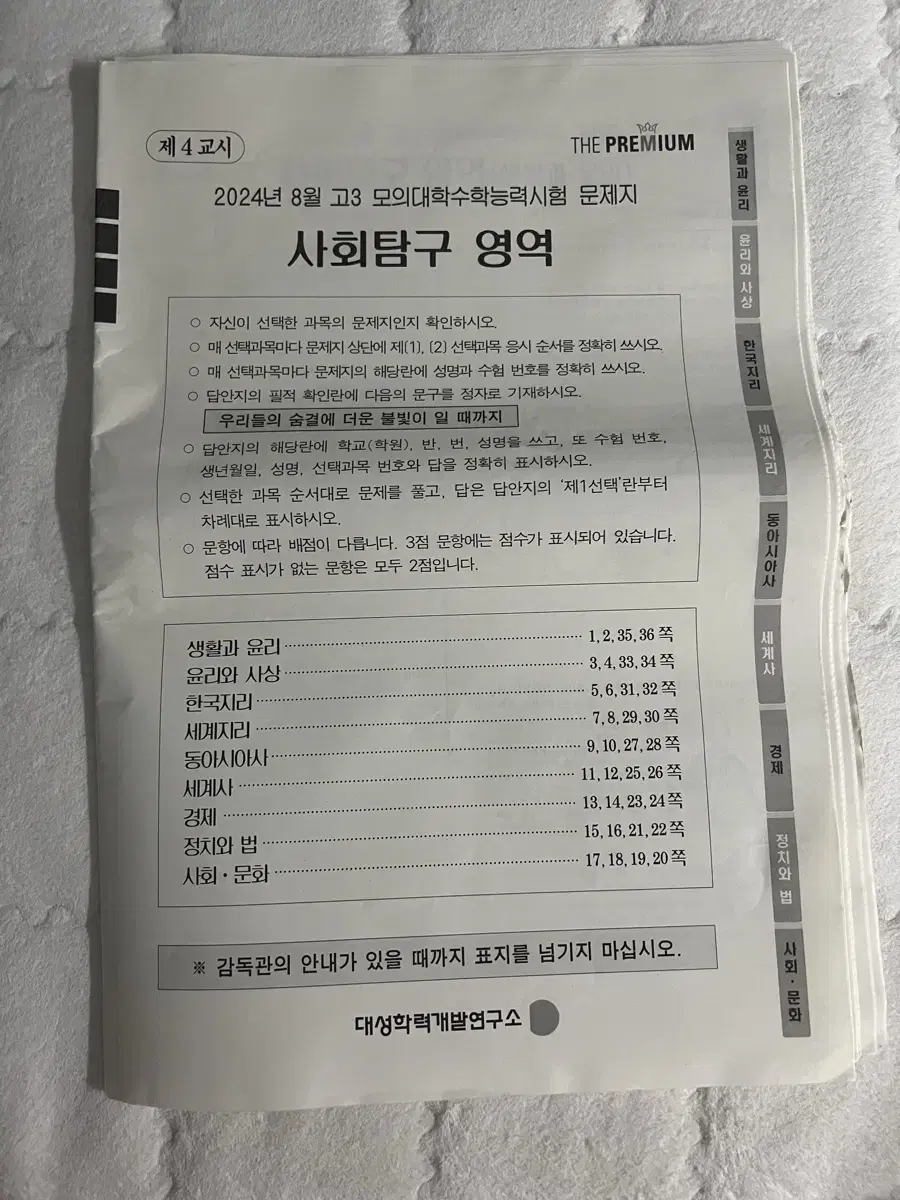 제 4 교시
THE PREMIUM
2024년 8월 고3 모의대학수학능력시험 문제지
사회탐구 영역
○ 자신이 선택한 과목의 문제지인지 확인하시오.
○ 매 선택과목마다 문제지 상단에 제(1), (2) 선택과목 응시 순서를 정확히 쓰시오.
○ 매 선택과목마다 문제지의 해당란에 성명과 수험 번호를 정확히 쓰시오.
○ 답안지의 필적 확인란에 다음의 문구를 정자로 기재하시오.
우리들의 숨결에 더운 불빛이 일 때까지
○ 답안지의 해당란에 학교(학원), 반, 번, 성명을 쓰고, 또 수험 번호,
생년월일, 성명, 선택과목 번호와 답을 정확히 표시하시오.
○ 선택한 과목 순서대로 문제를 풀고, 답은 답안지의 '제1선택'란부터
차례대로 표시하시오.
○ 문항에 따라 배점이 다릅니다. 3점 문항에는 점수가 표시되어 있습니다.
점수 표시가 없는 문항은 모두 2점입니다.
생활과 윤리 1, 2, 35, 36 쪽
윤리와 사상 3, 4, 33, 34 쪽
한국지리 5, 6, 31, 32 쪽
세계지리 7, 8, 29, 30 쪽
동아시아사 9, 10, 27, 28 쪽
세계사 11, 12, 25, 26 쪽
경제 13, 14, 23, 24 쪽
정치와 법 15, 16, 21, 22 쪽
사회·문화 17, 18, 19, 20 쪽
※ 감독관의 안내가 있을 때까지 표지를 넘기지 마십시오.
대성학력개발연구소
생활과 윤리
윤리와 사상
한국지리
세계지리
동아시아사
세계사
경제
정치와 법
사회·문화